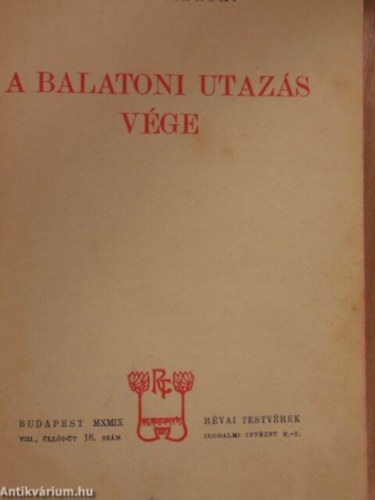 A BALATONI UTAZÁS
VÉGE
BUDAPEST MXMIX
VIII., ÜLLŐI-ÚT 18. SZÁM
RÉVAI TESTVÉREK
IRODALMI INTÉZET R.-T.
Antikvárium.hu